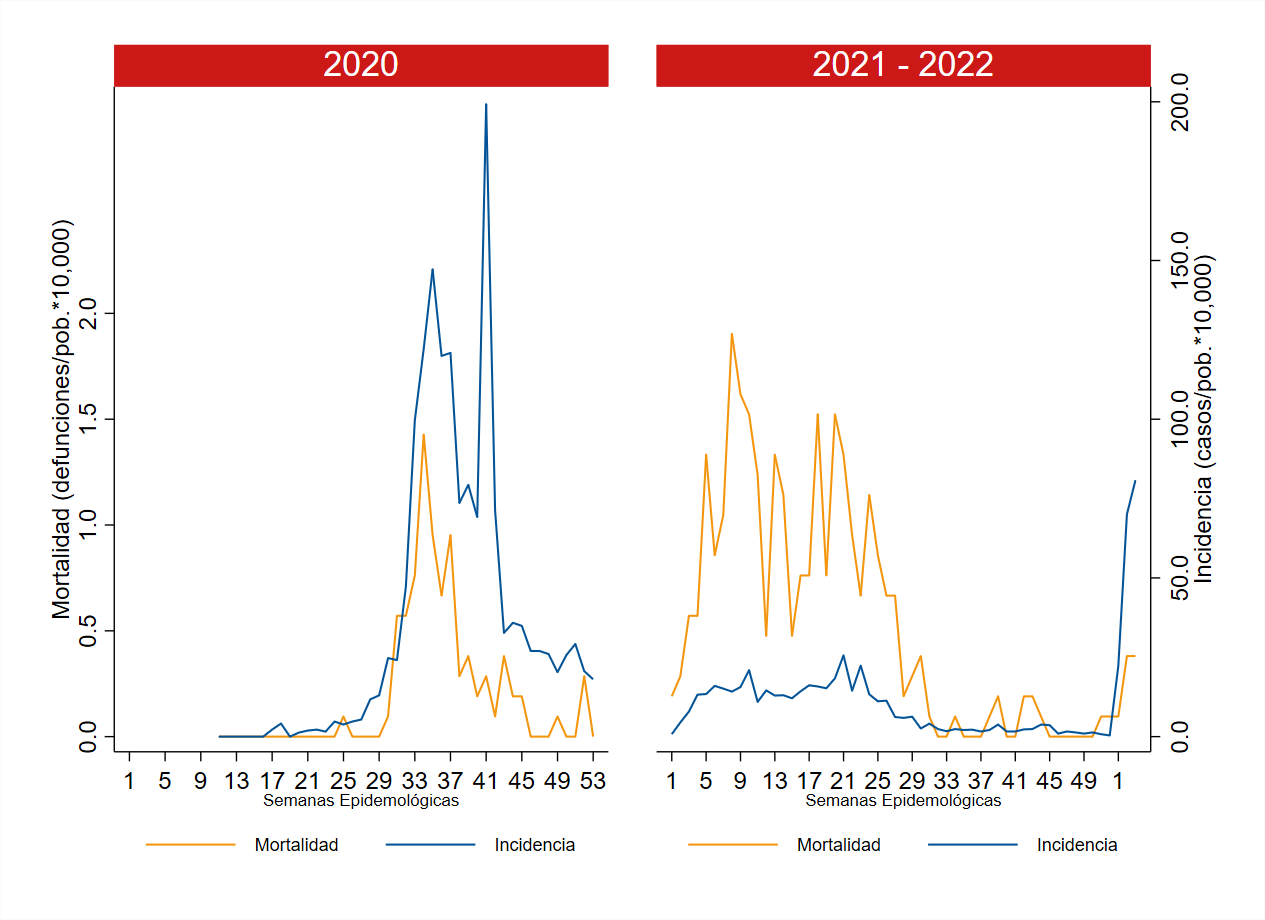 2020
2021 - 2022
Mortalidad (defunciones/pob.*10,000)
0.0 0.5 1.0 1.5 2.0
1 5 9 13 17 21 25 29 33 37 41 45 49 53
Semanas Epidemológicas
Mortalidad Incidencia
1 5 9 13 17 21 25 29 33 37 41 45 49 1
Semanas Epidemológicas
Mortalidad Incidencia
0.0 50.0 100.0 150.0 200.0
Incidencia (casos/pob.*10,000)